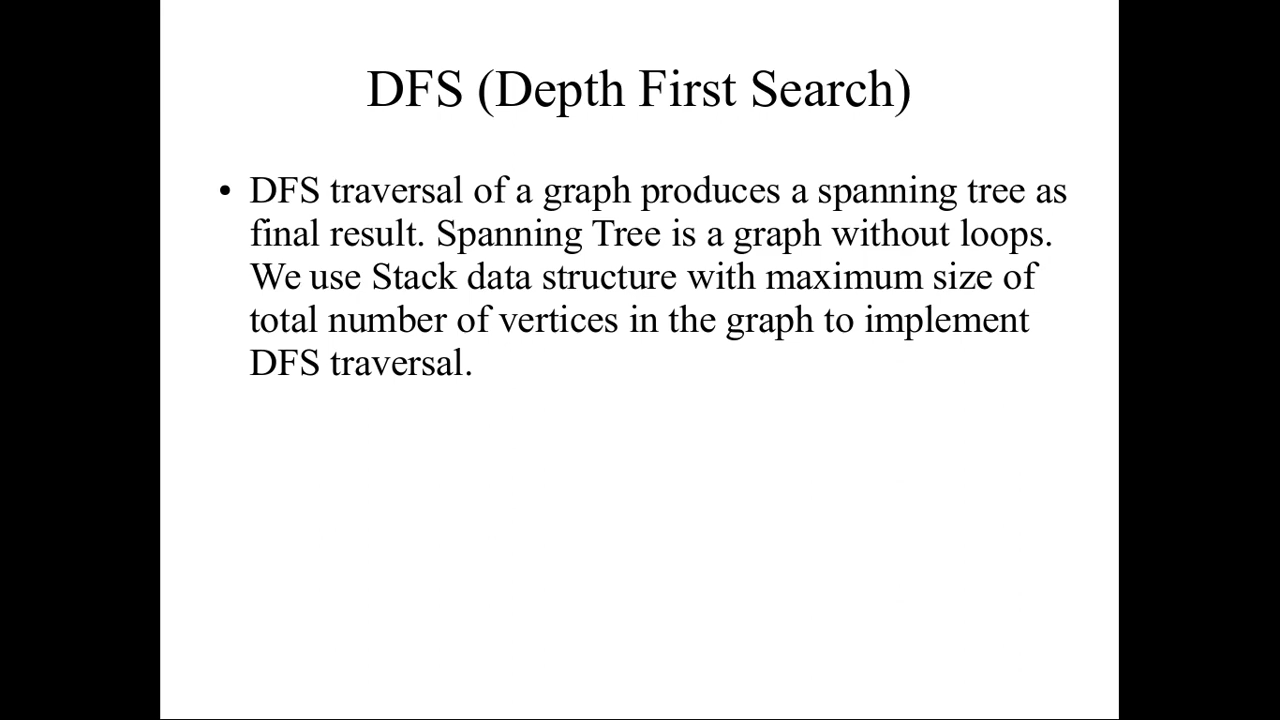 DFS (Depth First Search)
• DFS traversal of a graph produces a spanning tree as
final result. Spanning Tree is a graph without loops.
We use Stack data structure with maximum size of
total number of vertices in the graph to implement
DFS traversal.